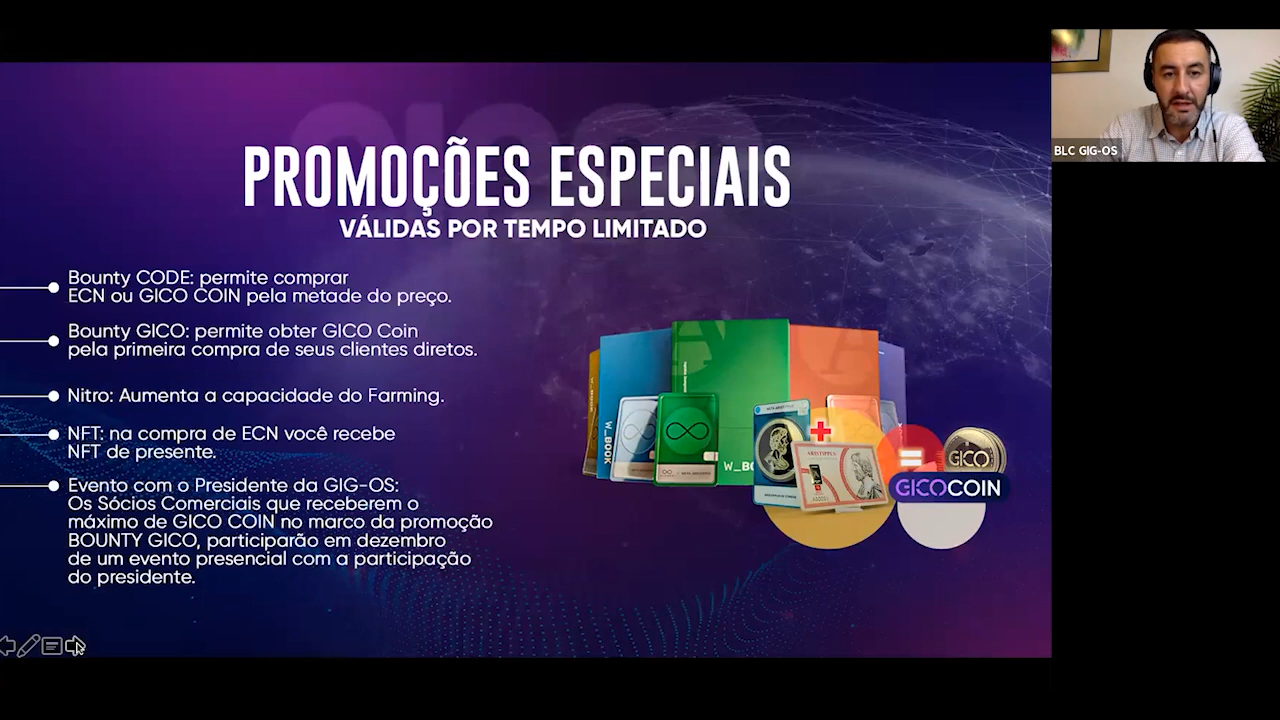 PROMOÇÕES ESPECIAIS
VÁLIDAS POR TEMPO LIMITADO
Bounty CODE: permite comprar
ECN ou GICO COIN pela metade do preço.
Bounty GICO: permite obter GICO Coin
pela primeira compra de seus clientes diretos.
Nitro: Aumenta a capacidade do Farming.
NFT: na compra de ECN você recebe
NFT de presente.
Evento com o Presidente da GIG-OS:
Os Sócios Comerciais que receberem o
máximo de GICO COIN no marco da promoção
BOUNTY GICO, participarão em dezembro
de um evento presencial com a participação
do presidente.
W_BOOK
GICO
GICOCOIN
BLC GIG-OS